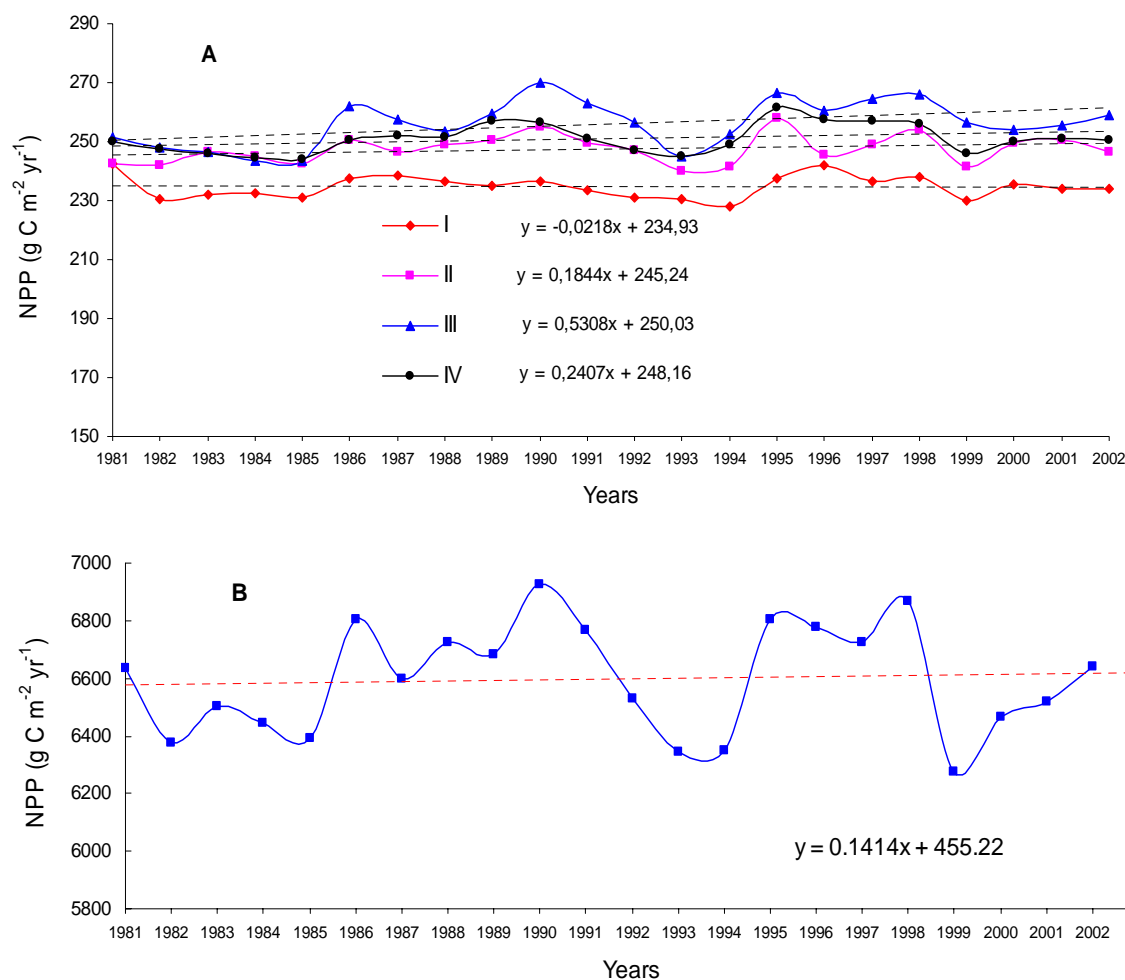 A
290
270
250
230
210
190
170
150
NPP (g C m-2 yr-1)
Ⅰ y = -0,0218x + 234,93
Ⅱ y = 0,1844x + 245,24
Ⅲ y = 0,5308x + 250,03
Ⅳ y = 0,2407x + 248,16
1981 1982 1983 1984 1985 1986 1987 1988 1989 1990 1991 1992 1993 1994 1995 1996 1997 1998 1999 2000 2001 2002
Years
B
7000
6800
6600
6400
6200
6000
5800
NPP (g C m-2 yr-1)
y = 0.1414x + 455.22
1981 1982 1983 1984 1985 1986 1987 1988 1989 1990 1991 1992 1993 1994 1995 1996 1997 1998 1999 2000 2001 2002
Years